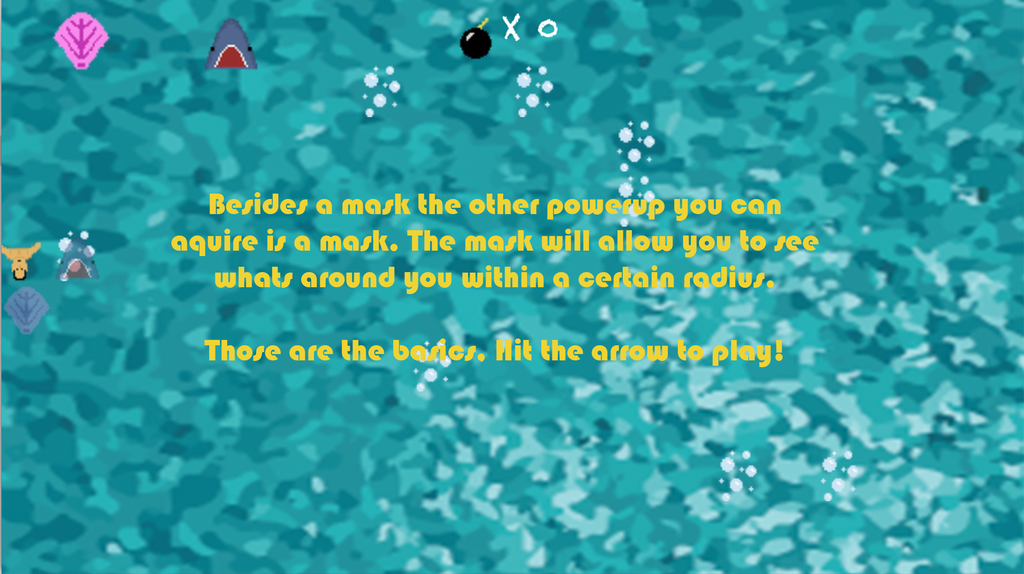 X 0
Besides a mask the other powerup you can
aquire is a mask. The mask will allow you to see
whats around you within a certain radius.
Those are the basics. Hit the arrow to play!